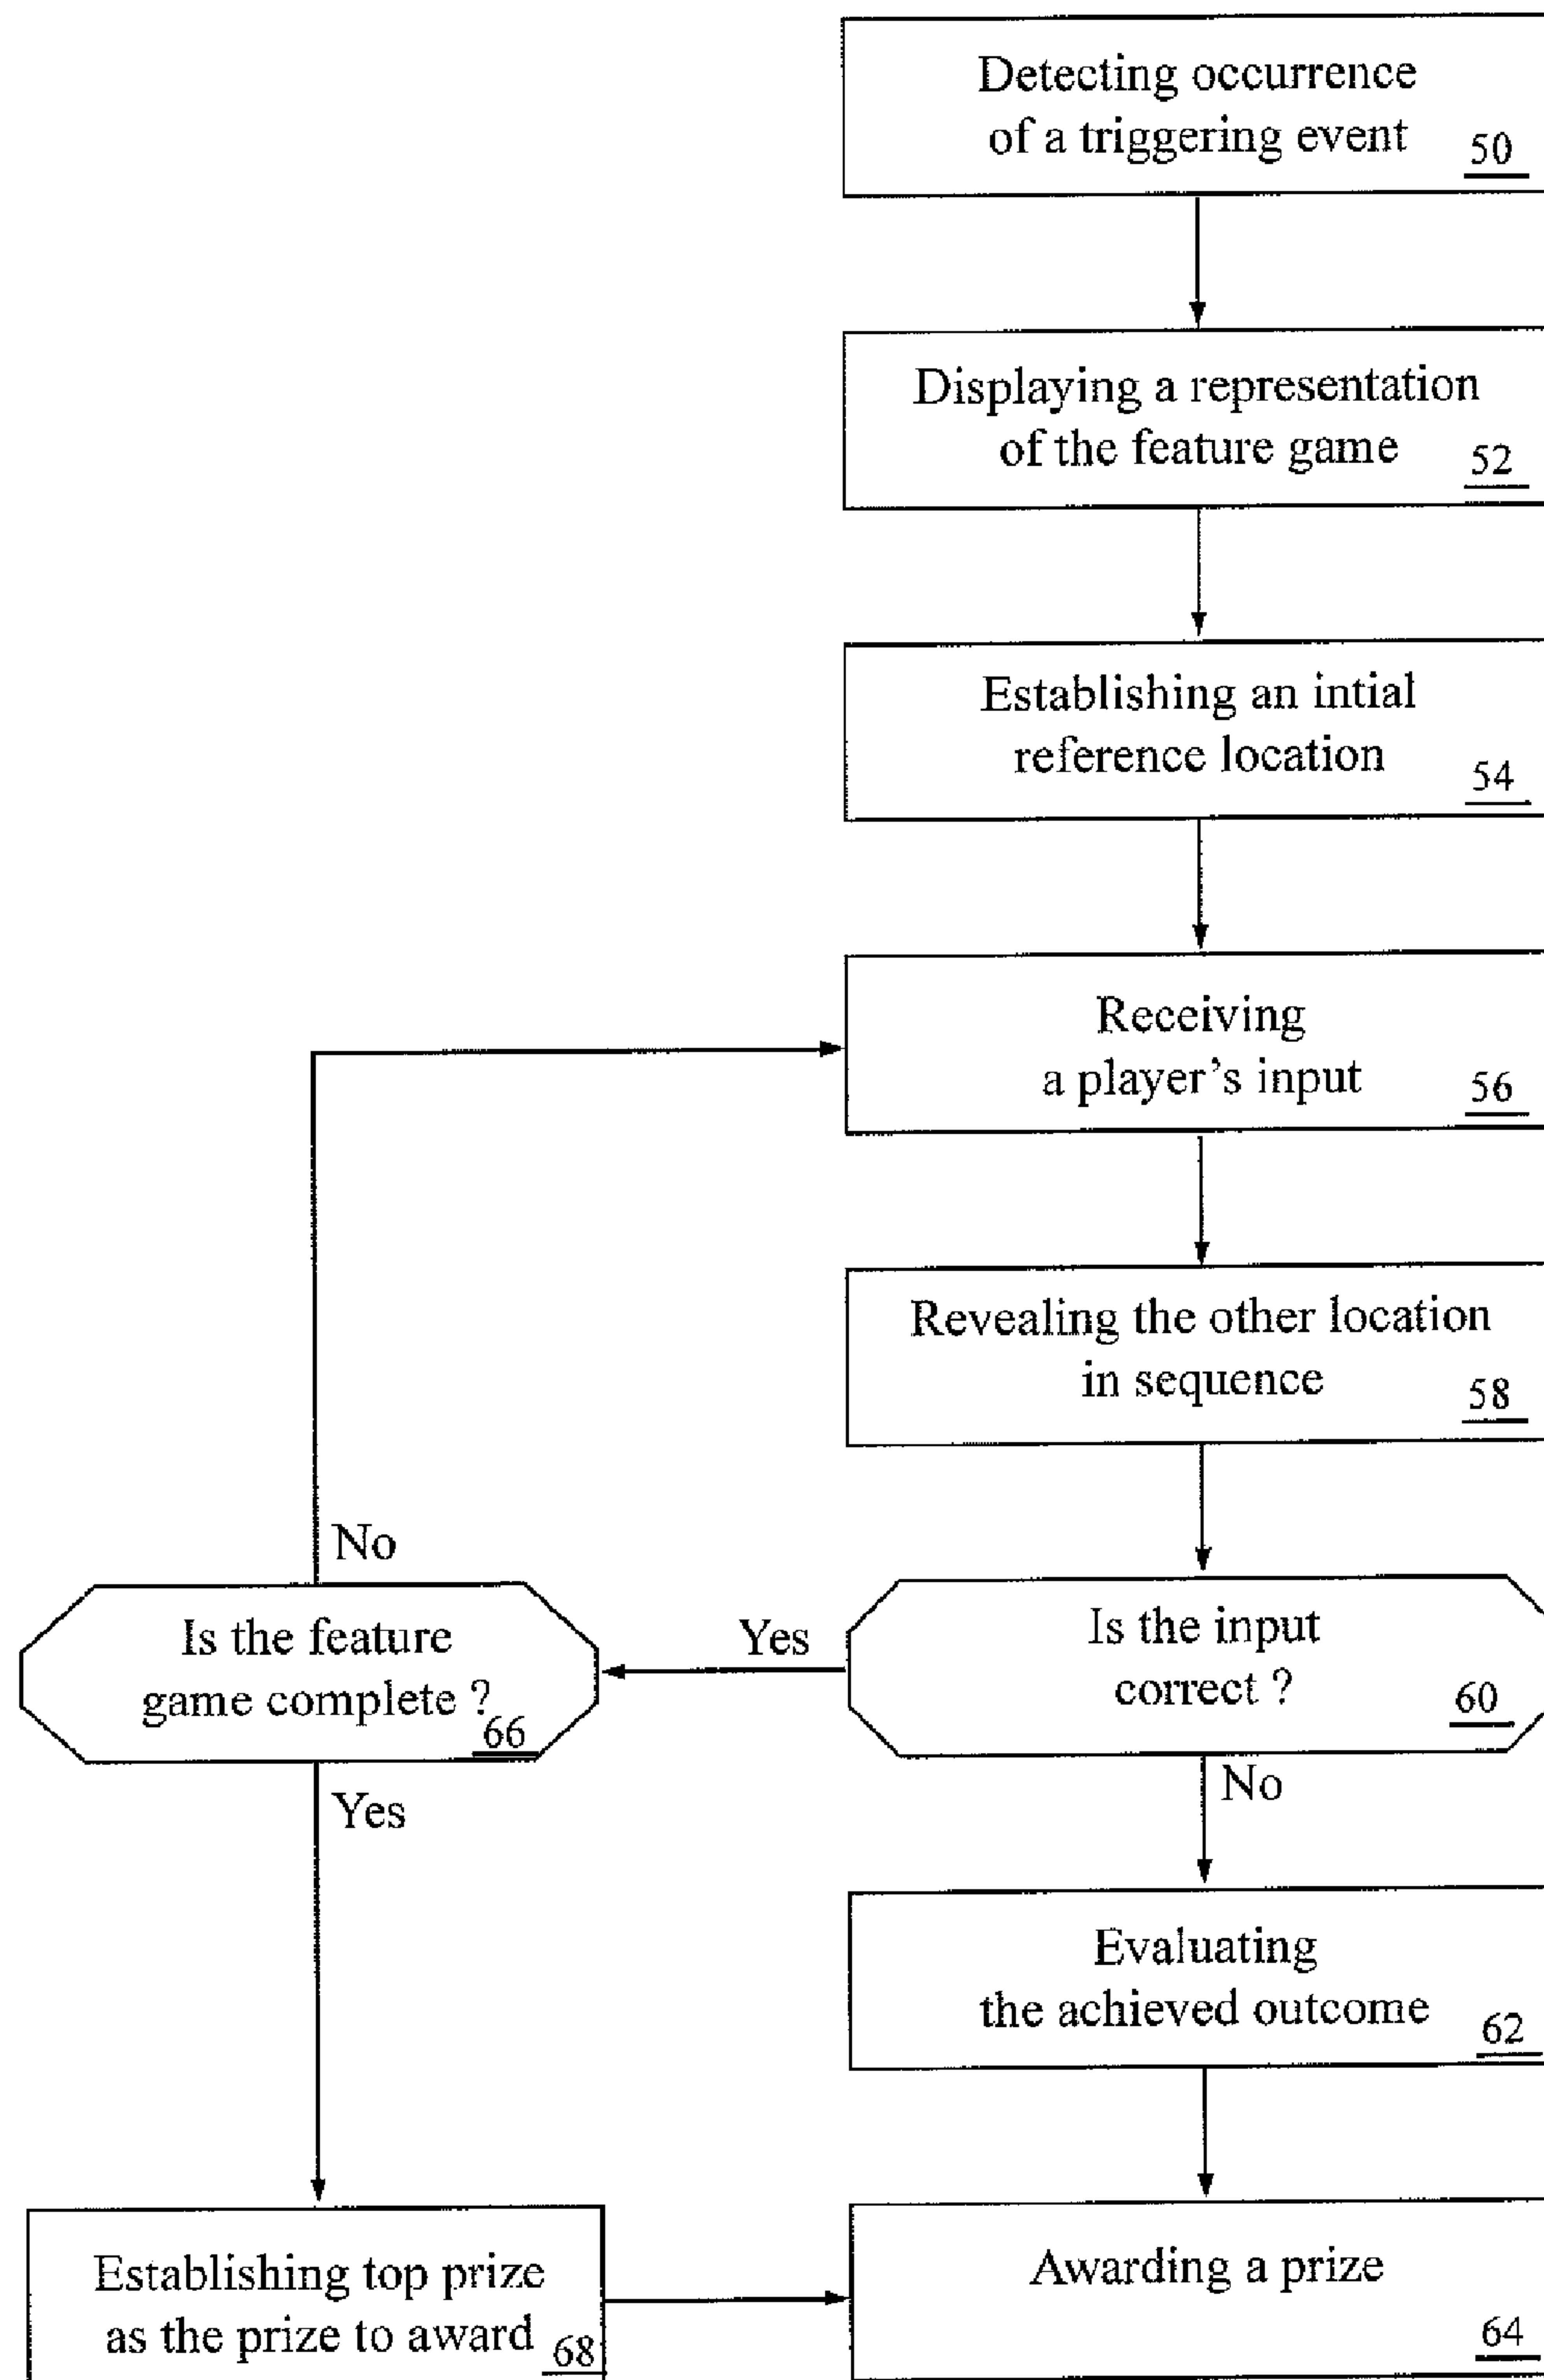 Detecting occurrence
of a triggering event
50
Displaying a representation
of the feature game
52
Establishing an intial
reference location
54
Receiving
a player's input
56
Revealing the other location
in sequence
58
No
Is the feature
game complete ?
66
Yes
Is the input
correct ?
60
Yes
No
Evaluating
the achieved outcome
62
Establishing top prize
as the prize to award
68
Awarding a prize
64